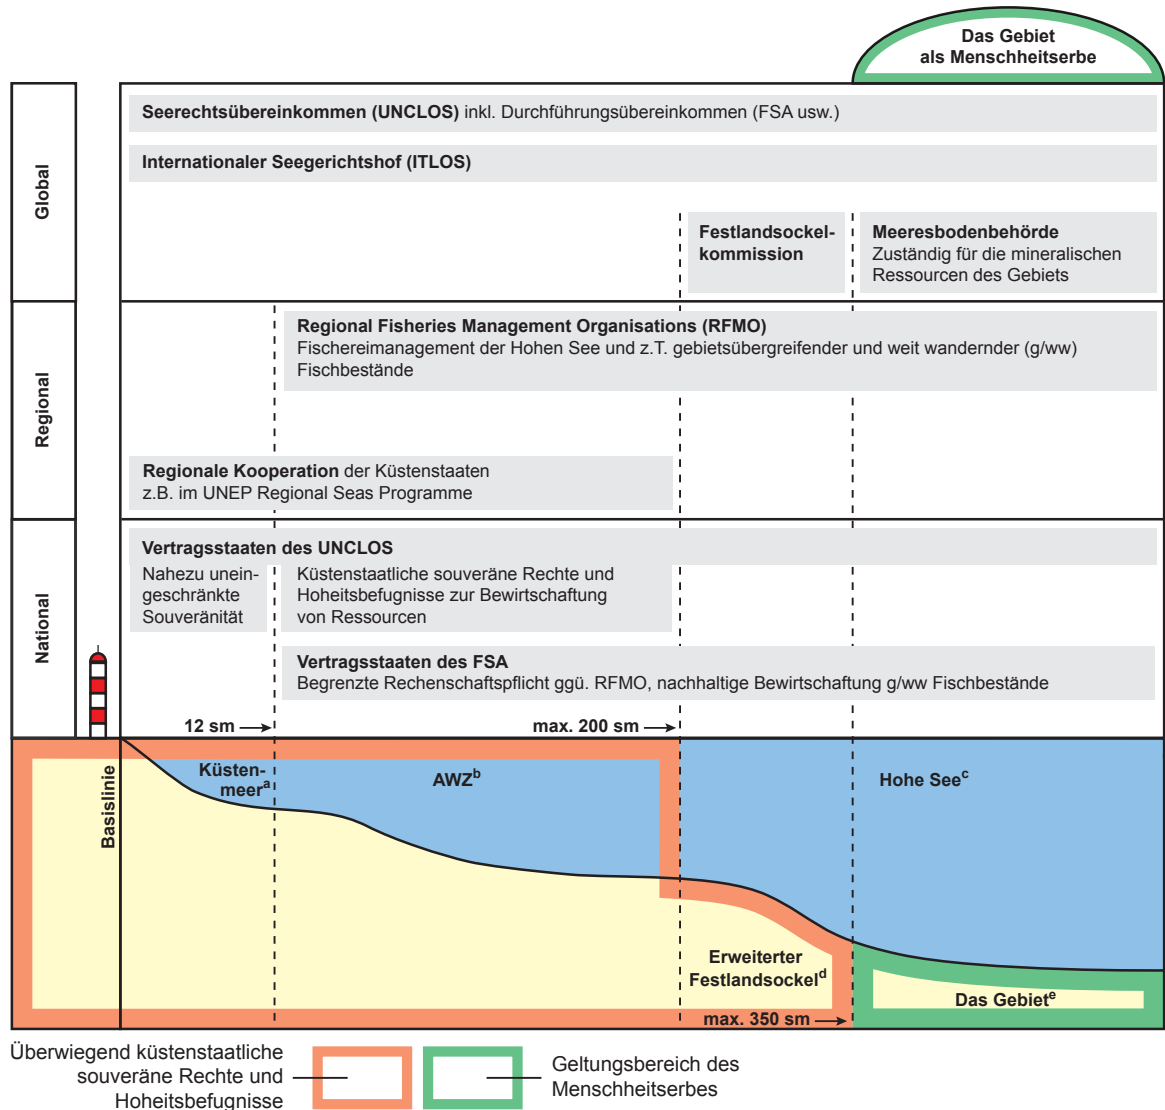 Das Gebiet
als Menschheitserbe
Global
Seerechtsübereinkommen (UNCLOS) inkl. Durchführungsübereinkommen (FSA usw.)
Internationaler Seegerichtshof (ITLOS)
Festlandsockel-
kommission
Meeresbodenbehörde
Zuständig für die mineralischen
Ressourcen des Gebiets
Regional
Regional Fisheries Management Organisations (RFMO)
Fischereimanagement der Hohen See und z.T. gebietsübergreifender und weit wandernder (g/ww)
Fischbestände
Regionale Kooperation der Küstenstaaten
z.B. im UNEP Regional Seas Programme
National
Vertragsstaaten des UNCLOS
Nahezu unein-
geschränkte
Souveränität
Küstenstaatliche souveräne Rechte und
Hoheitsbefugnisse zur Bewirtschaftung
von Ressourcen
Vertragsstaaten des FSA
Begrenzte Rechenschaftspflicht ggü. RFMO, nachhaltige Bewirtschaftung g/ww Fischbestände
12 sm
max. 200 sm
Basislinie
Küsten-
meerᵃ
AWZᵇ
Hohe Seeᶜ
Erweiterter
Festlandsockelᵈ
Das Gebietᵉ
max. 350 sm
Überwiegend küstenstaatliche
souveräne Rechte und
Hoheitsbefugnisse
Geltungsbereich des
Menschheitserbes